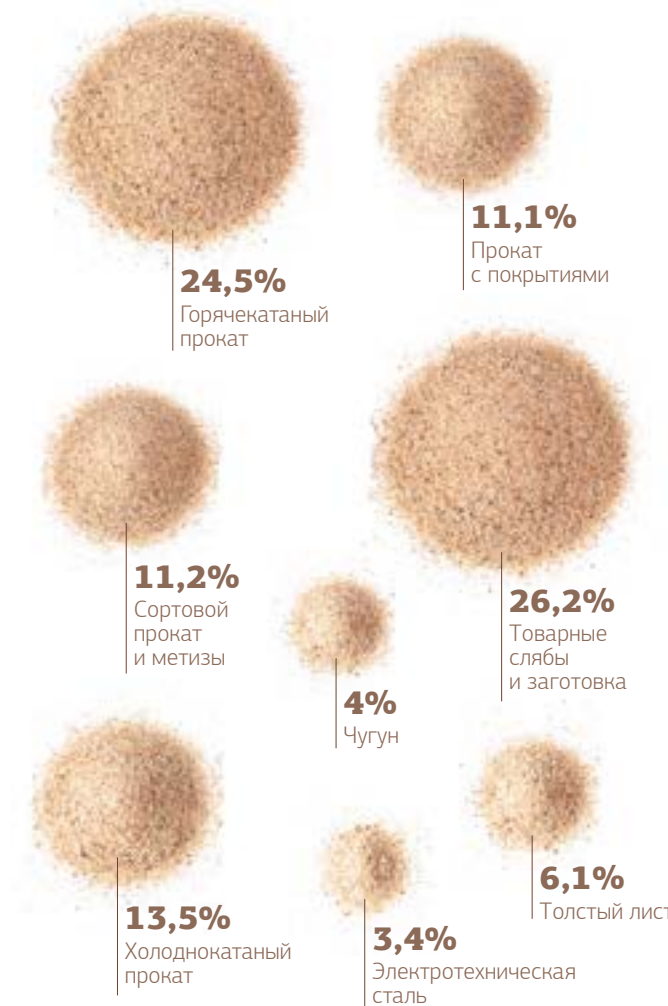 11,1%
Прокат
с покрытиями
24,5%
Горячекатаный
прокат
11,2%
Сортовой
прокат
и метизы
26,2%
Товарные
слябы
и заготовка
4%
Чугун
6,1%
Толстый лист
13,5%
Холоднокатаный
прокат
3,4%
Электротехническая
сталь